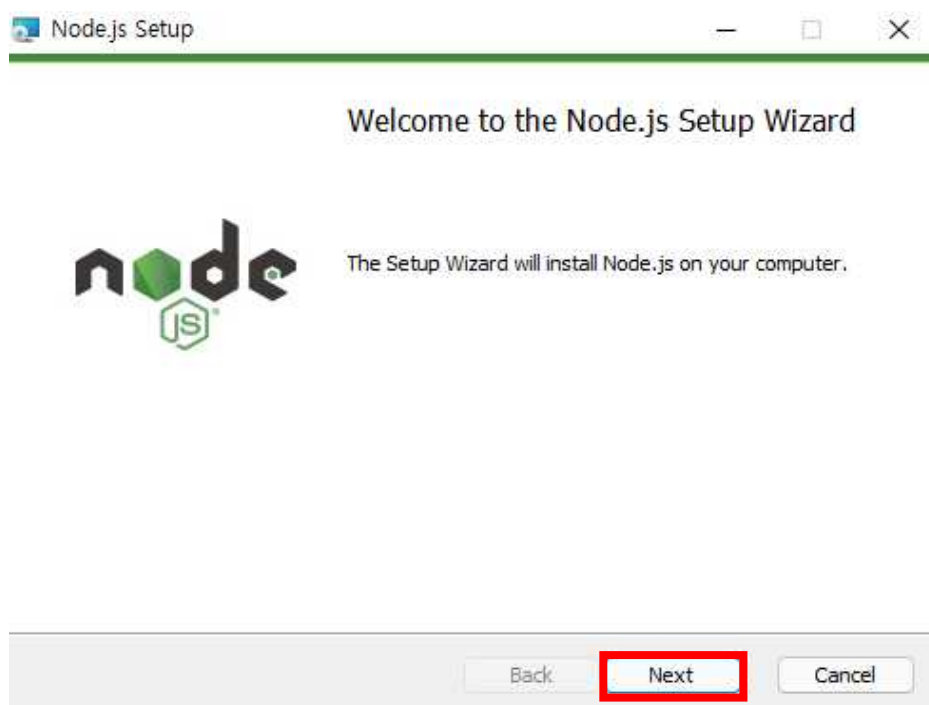 Node.js Setup
Welcome to the Node.js Setup Wizard
The Setup Wizard will install Node.js on your computer.
node
JS
Back
Next
Cancel